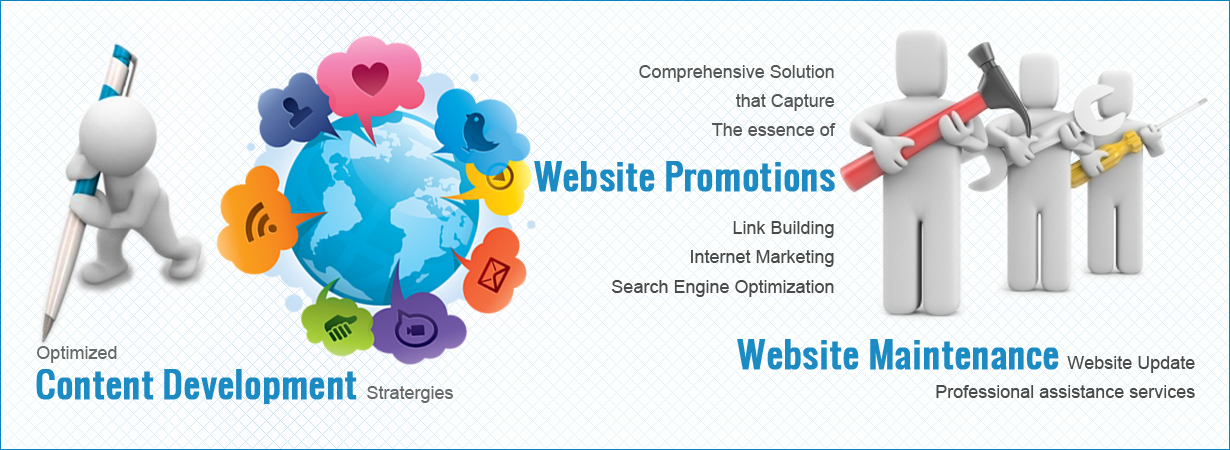 Comprehensive Solution
that Capture
The essence of
Website Promotions
Link Building
Internet Marketing
Search Engine Optimization
Optimized
Content Development Stratergies
Website Maintenance Website Update
Professional assistance services